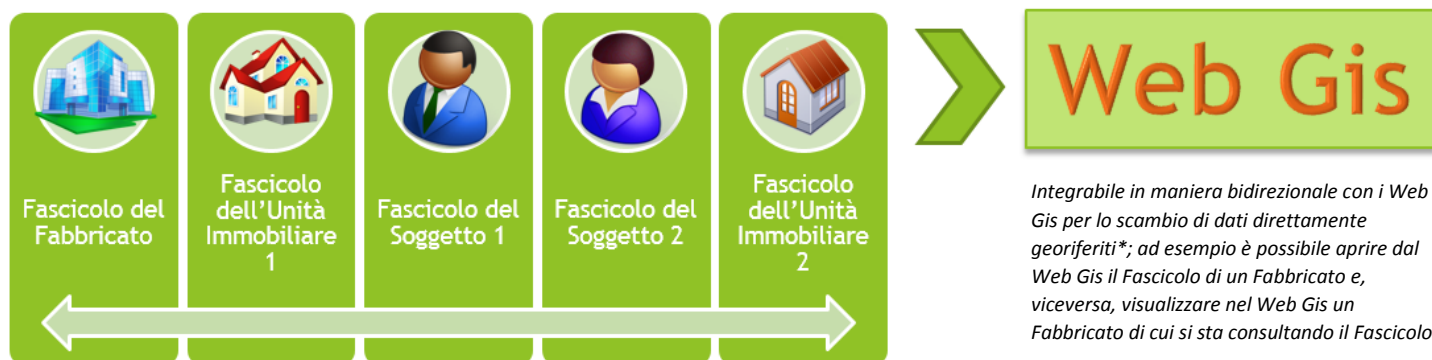 Fascicolo del
Fabbricato
Fascicolo
dell'Unità
Immobiliare
1
Fascicolo del
Soggetto 1
Fascicolo del
Soggetto 2
Fascicolo
dell'Unità
Immobiliare
2
Web Gis
Integrabile in maniera bidirezionale con i Web
Gis per lo scambio di dati direttamente
georiferiti*; ad esempio è possibile aprire dal
Web Gis il Fascicolo di un Fabbricato e,
viceversa, visualizzare nel Web Gis un
Fabbricato di cui si sta consultando il Fascicolo